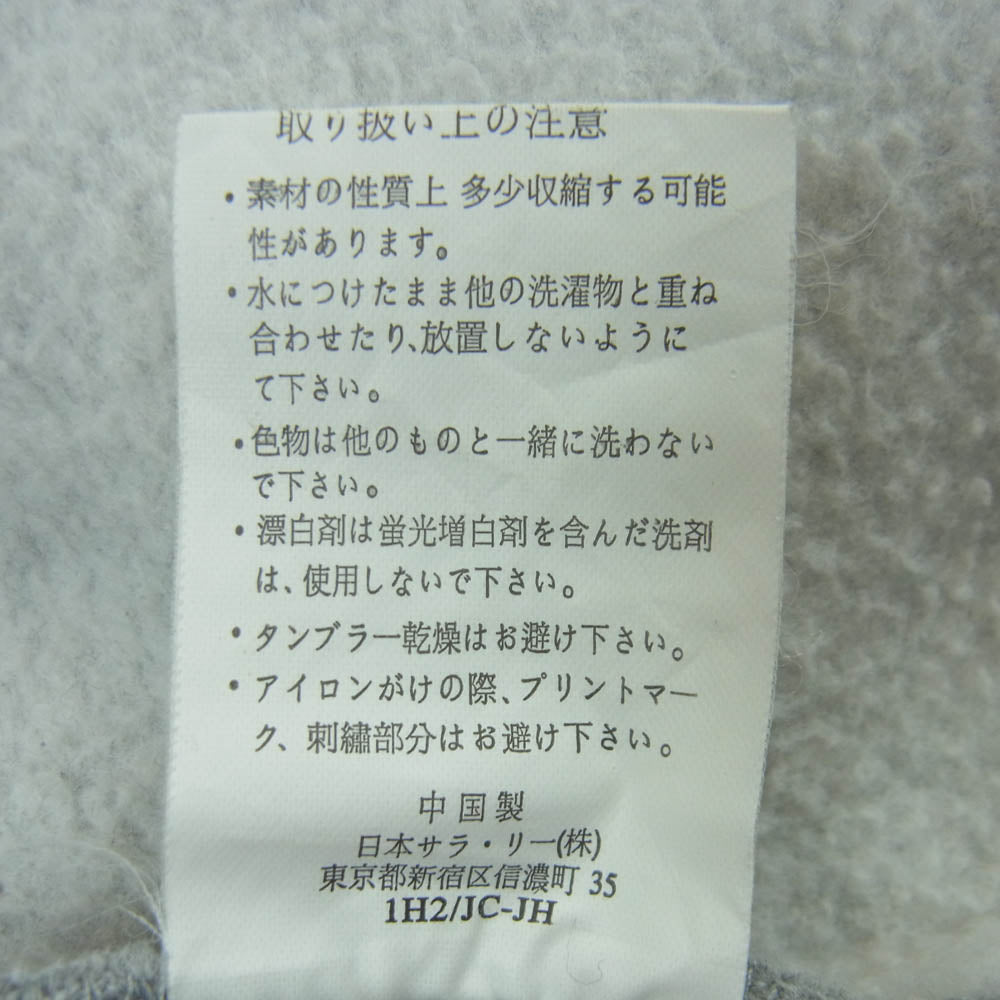 取り扱い上の注意
・素材の性質上 多少収縮する可能
性があります。
・水につけたまま他の洗濯物と重ね
合わせたり、放置しないように
て下さい。
・色物は他のものと一緒に洗わない
で下さい。
・漂白剤は蛍光増白剤を含んだ洗剤
は、使用しないで下さい。
・タンブラー乾燥はお避け下さい。
・アイロンがけの際、プリントマー
ク、刺繡部分はお避け下さい。
中国製
日本サラ・リー(株)
東京都新宿区信濃町 35
1H2/JC-JH